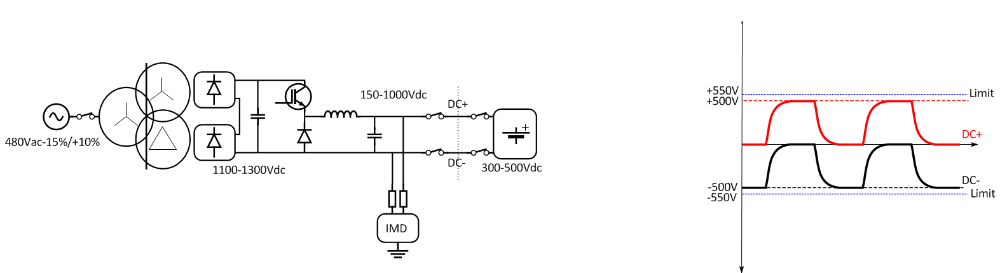 480Vac-15%/+10%
1100-1300Vdc
150-1000Vdc
DC+
DC-
+
300-500Vdc
IMD
+550V
+500V
Limit
DC+
DC-
-500V
-550V
Limit